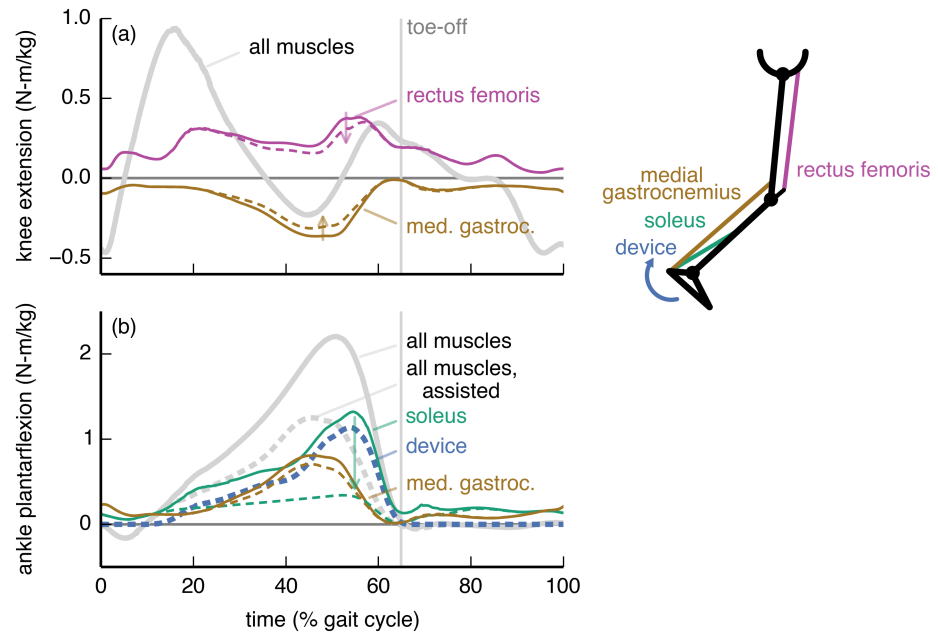 (a)
toe-off
all muscles
rectus femoris
med. gastroc.
knee extension (N-m/kg)
1.0
0.5
0.0
−0.5
medial
gastrocnemius
soleus
device
rectus femoris
(b)
all muscles
all muscles,
assisted
soleus
device
med. gastroc.
ankle plantarflexion (N-m/kg)
2
1
0
0
20
40
60
80
100
time (% gait cycle)